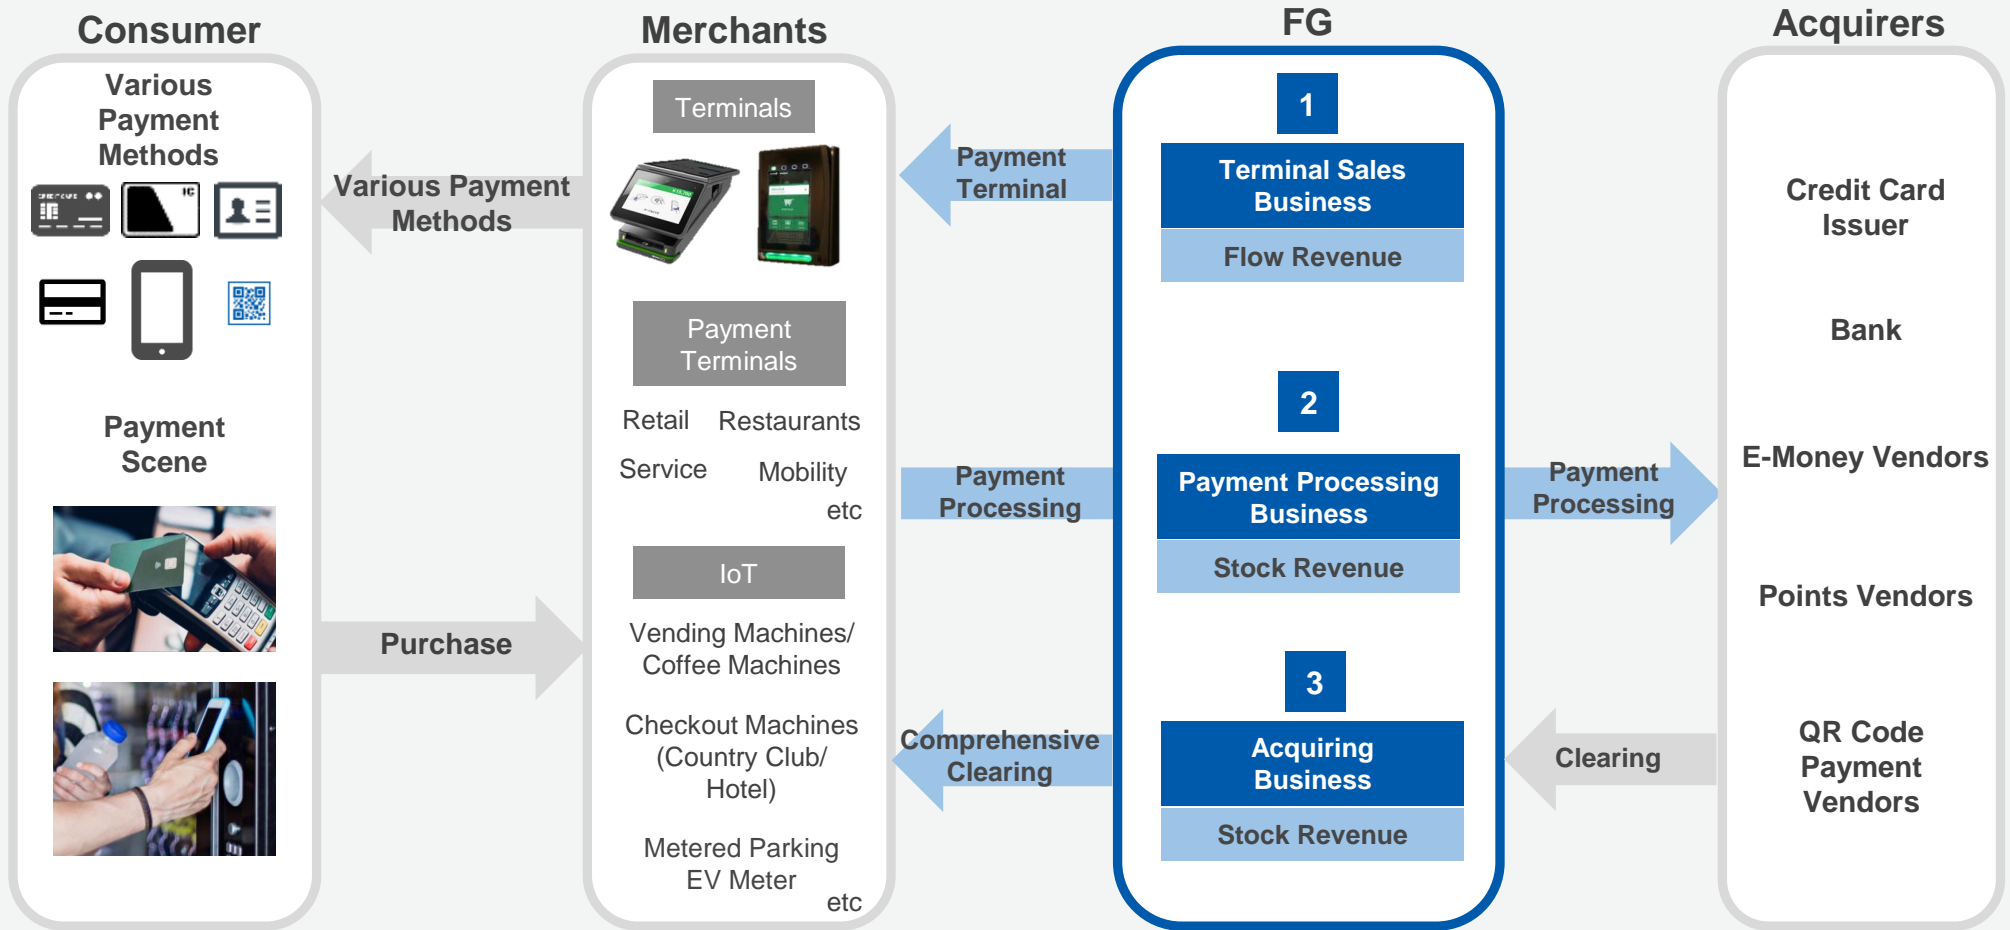 Consumer
Various
Payment
Methods
IC
Payment
Scene
Various Payment
Methods
Purchase
Merchants
Terminals
Payment
Terminals
Retail Restaurants
Service Mobility
etc
IoT
Vending Machines/
Coffee Machines
Checkout Machines
(Country Club/
Hotel)
Metered Parking
EV Meter
etc
Payment
Terminal
Payment
Processing
Comprehensive
Clearing
FG
1
Terminal Sales
Business
Flow Revenue
2
Payment Processing
Business
Stock Revenue
3
Acquiring
Business
Stock Revenue
Payment
Processing
Clearing
Acquirers
Credit Card
Issuer
Bank
E-Money Vendors
Points Vendors
QR Code
Payment
Vendors